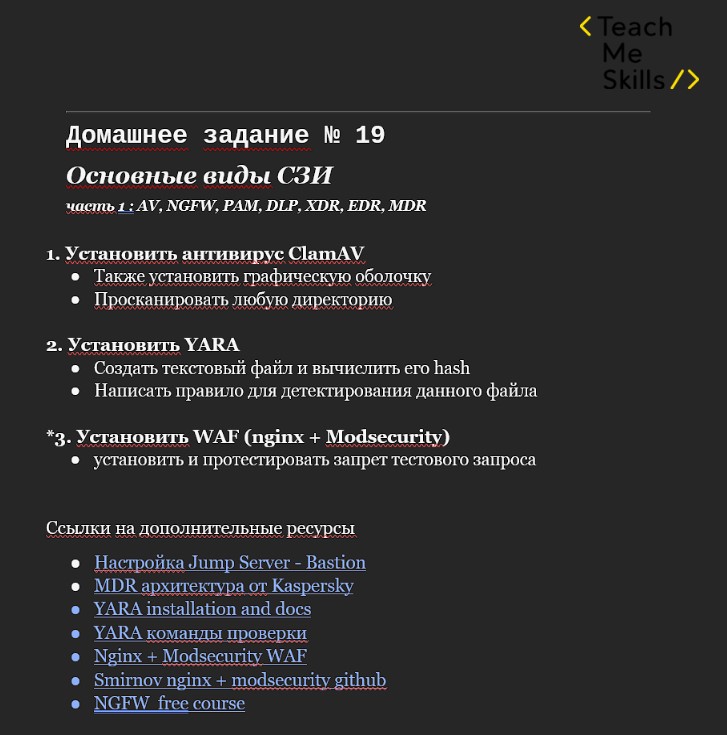 < Teach
Me
Skills />
Домашнее задание № 19
Основные виды СЗИ
часть 1 : AV, NGFW, PAM, DLP, XDR, EDR, MDR
1. Установить антивирус ClamAV
● Также установить графическую оболочку
● Просканировать любую директорию
2. Установить YARA
● Создать текстовый файл и вычислить его hash
● Написать правило для детектирования данного файла
*3. Установить WAF (nginx + Modsecurity)
● установить и протестировать запрет тестового запроса
Ссылки на дополнительные ресурсы
● Настройка Jump Server - Bastion
● MDR архитектура от Kaspersky
● YARA installation and docs
● YARA команды проверки
● Nginx + Modsecurity WAF
● Smirnov nginx + modsecurity github
● NGFW free course